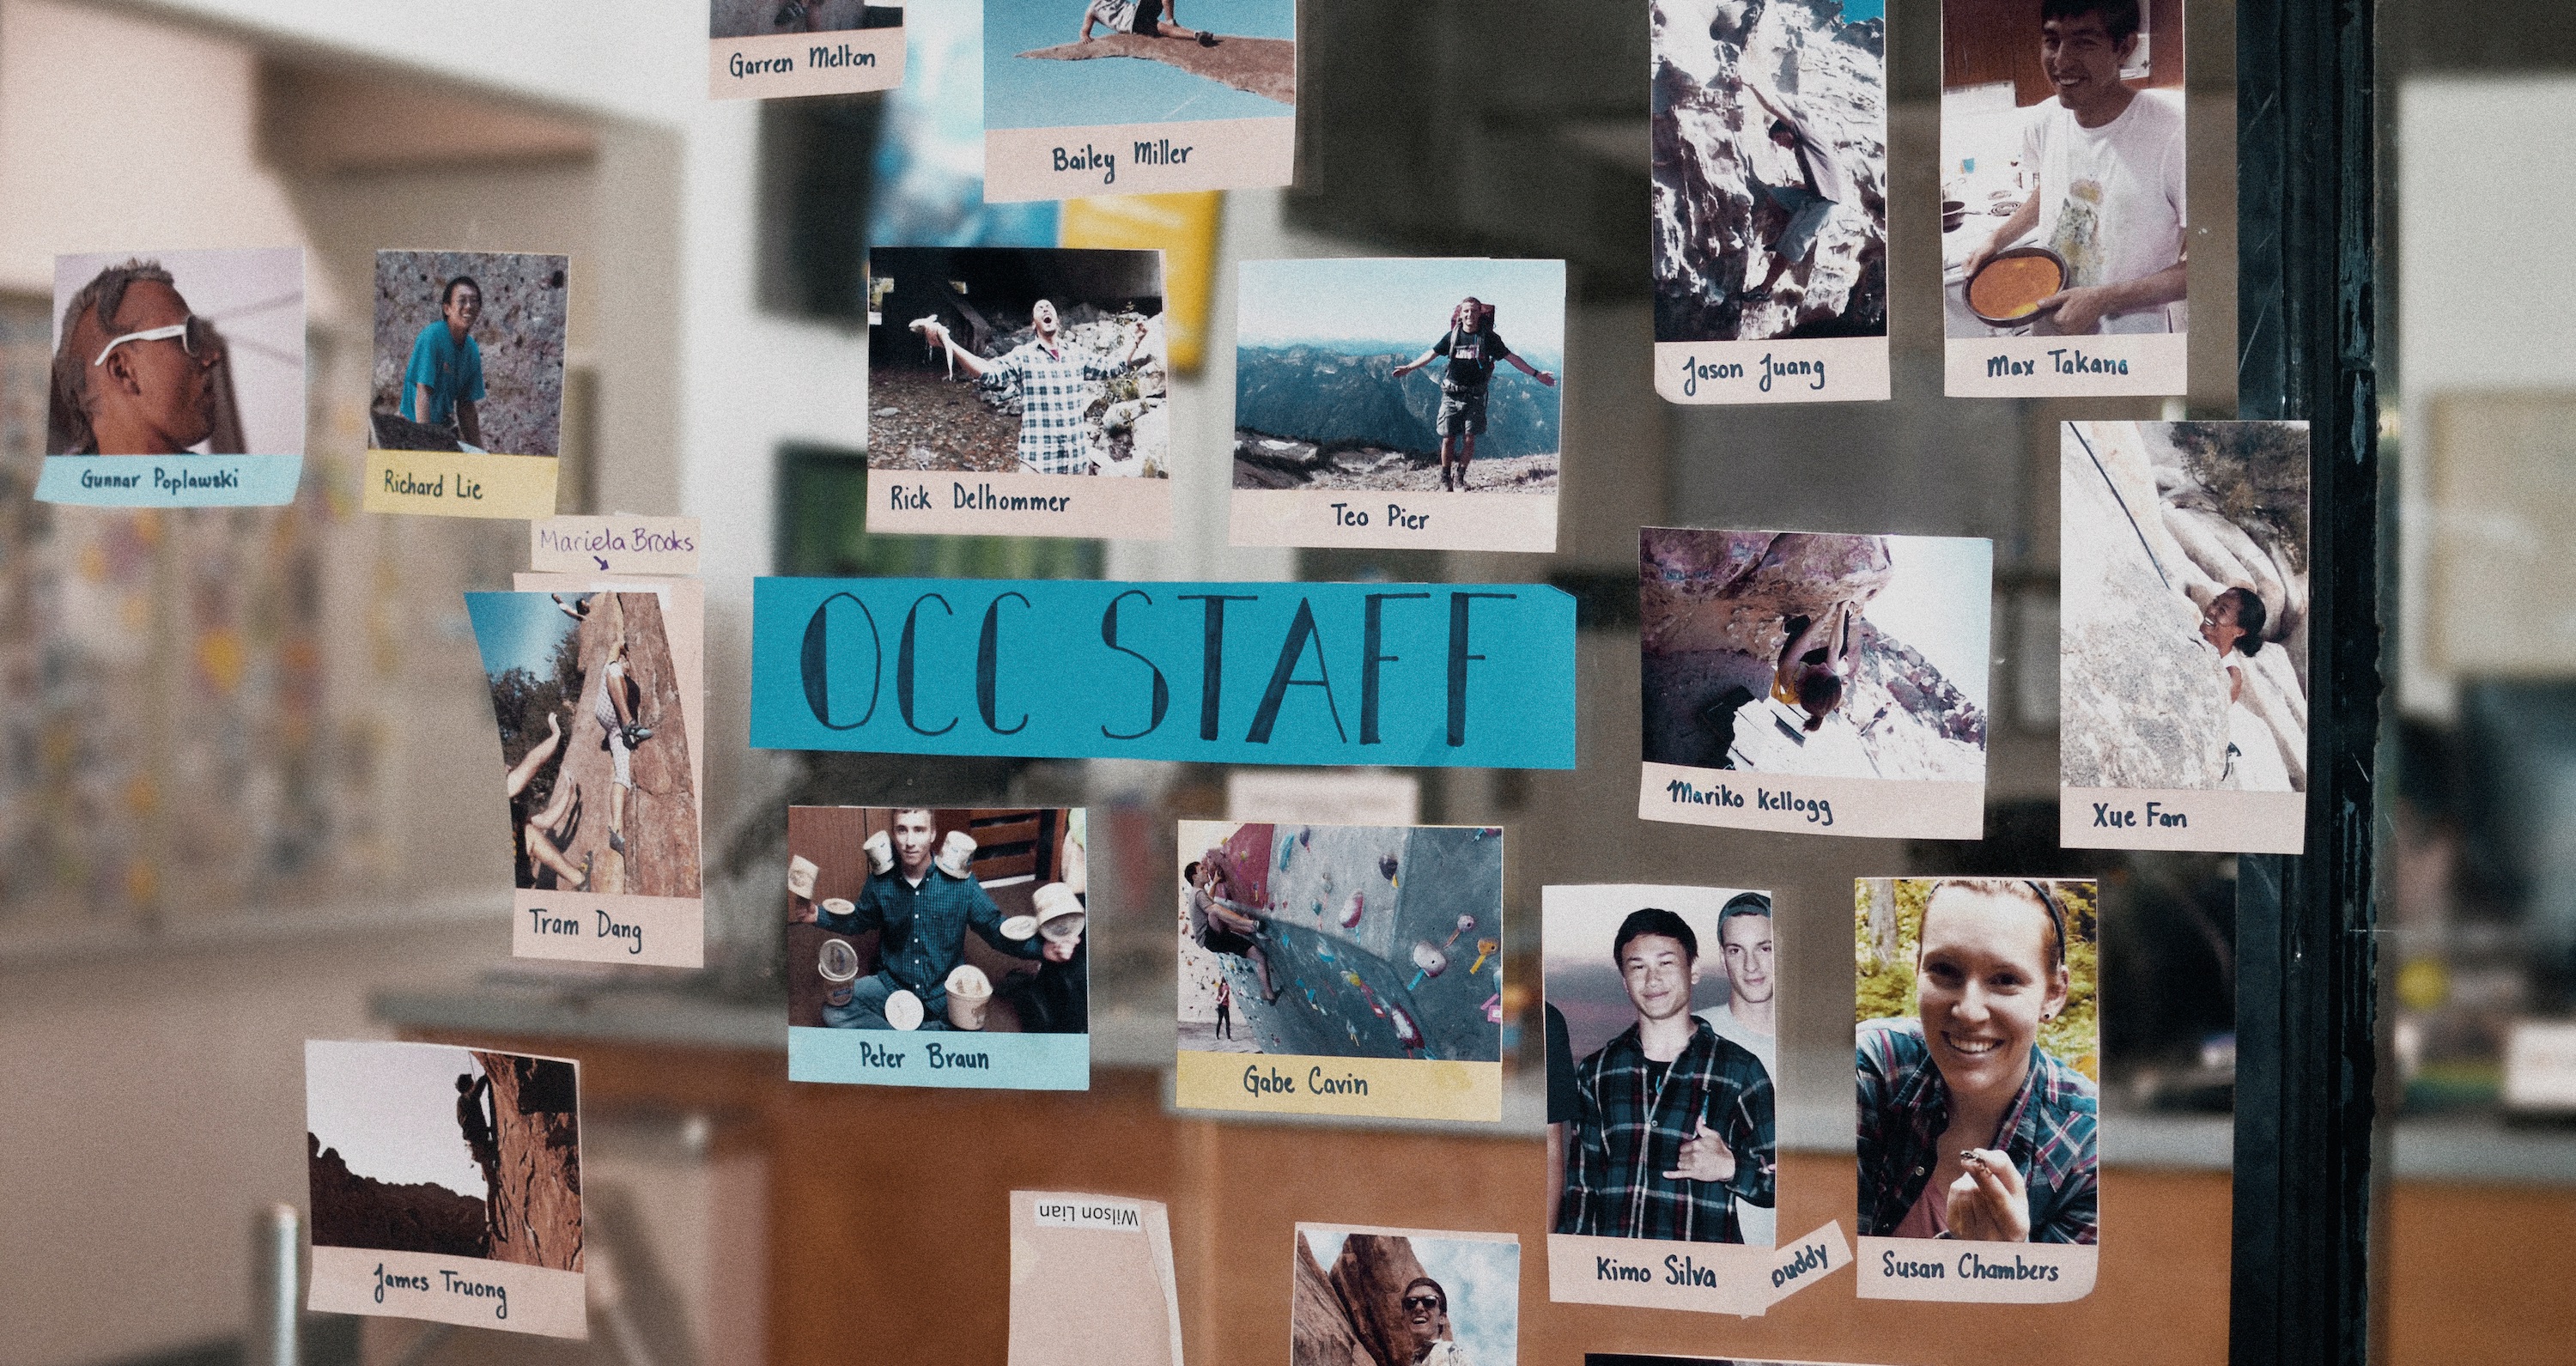 Garren Melton
Bailey Miller
Jason Juang
Max Takano
Gunnar Poplawski
Richard Lie
Rick Delhommer
Teo Pier
Mariela Brooks
OCC STAFF
Mariko Kellogg
Xue Fan
Tram Dang
Peter Braun
Gabe Cavin
Wilson Lian
Kimo Silva
puddy
Susan Chambers
James Truong